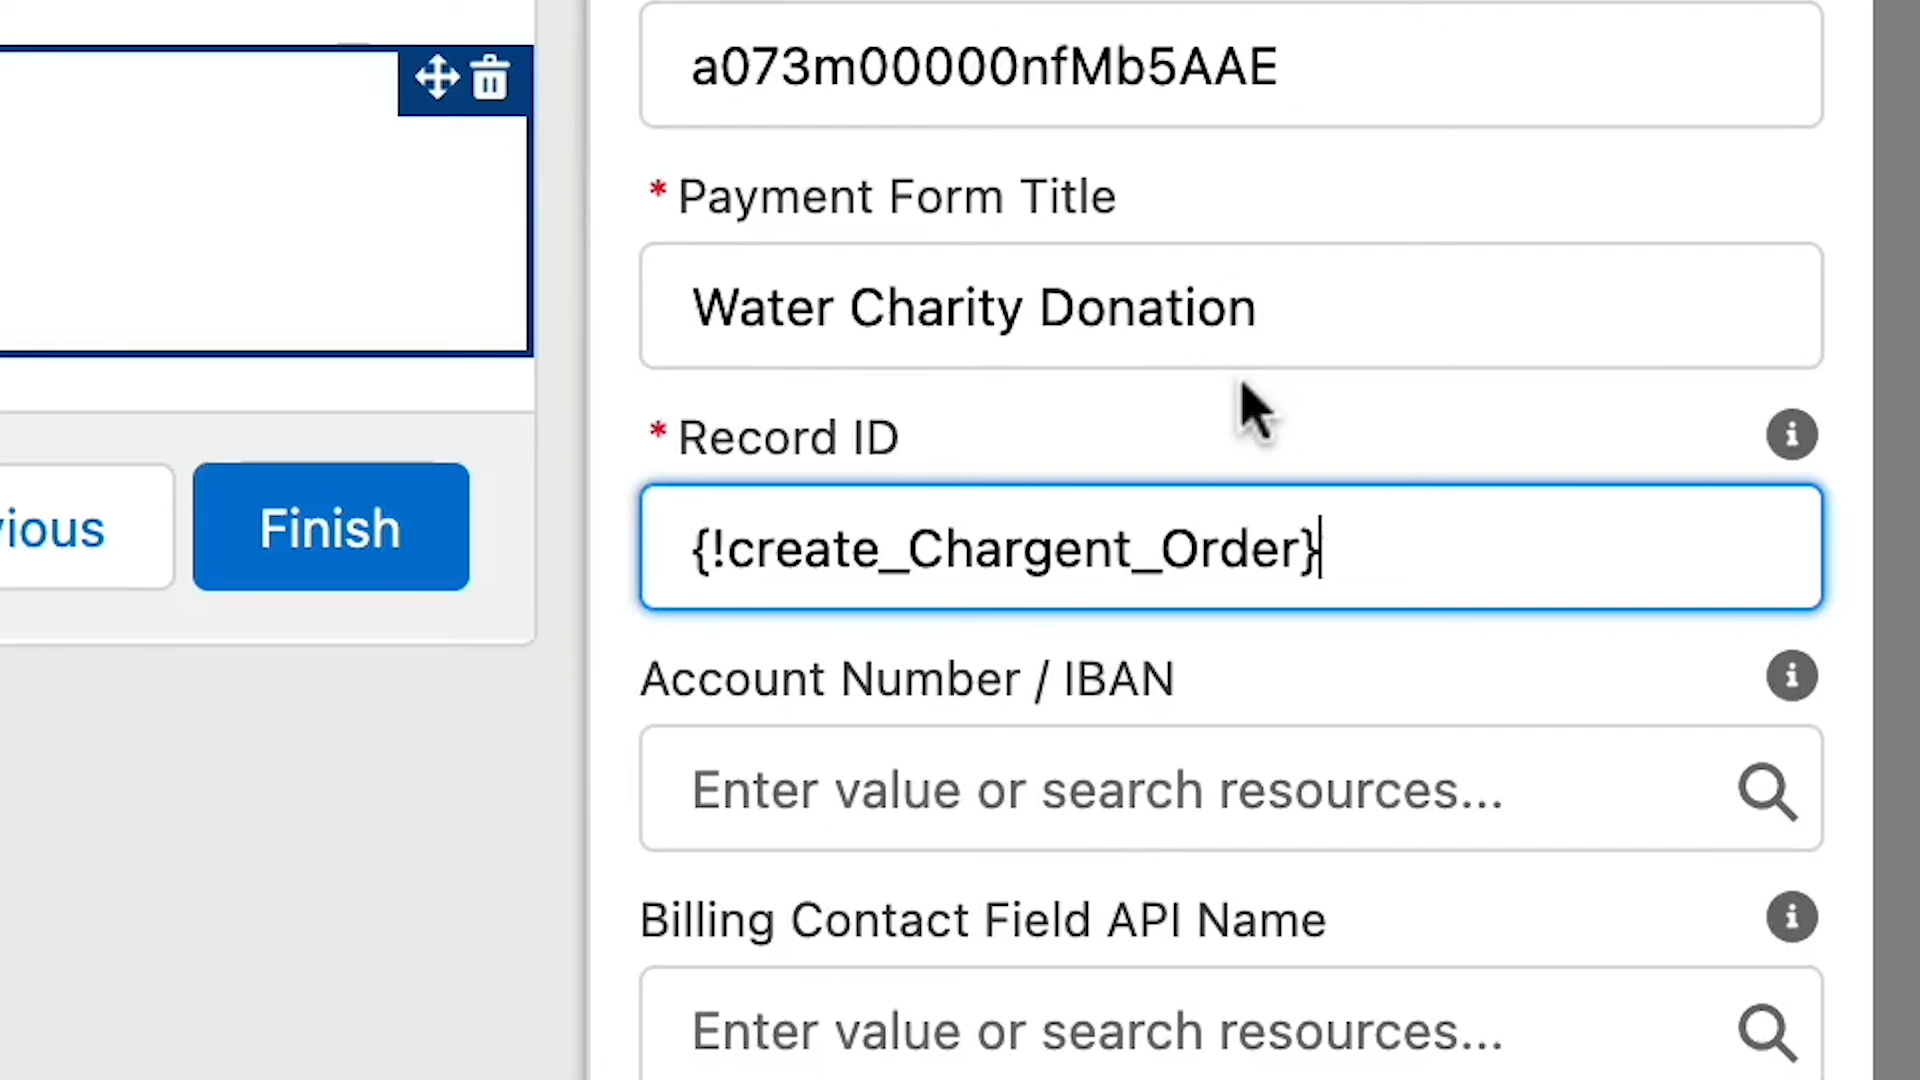 a073m00000nfMb5AAE
* Payment Form Title
Water Charity Donation
* Record ID
{!create_Chargent_Order}
vious
Finish
Account Number / IBAN
Enter value or search resources...
Billing Contact Field API Name
Enter value or search resources...